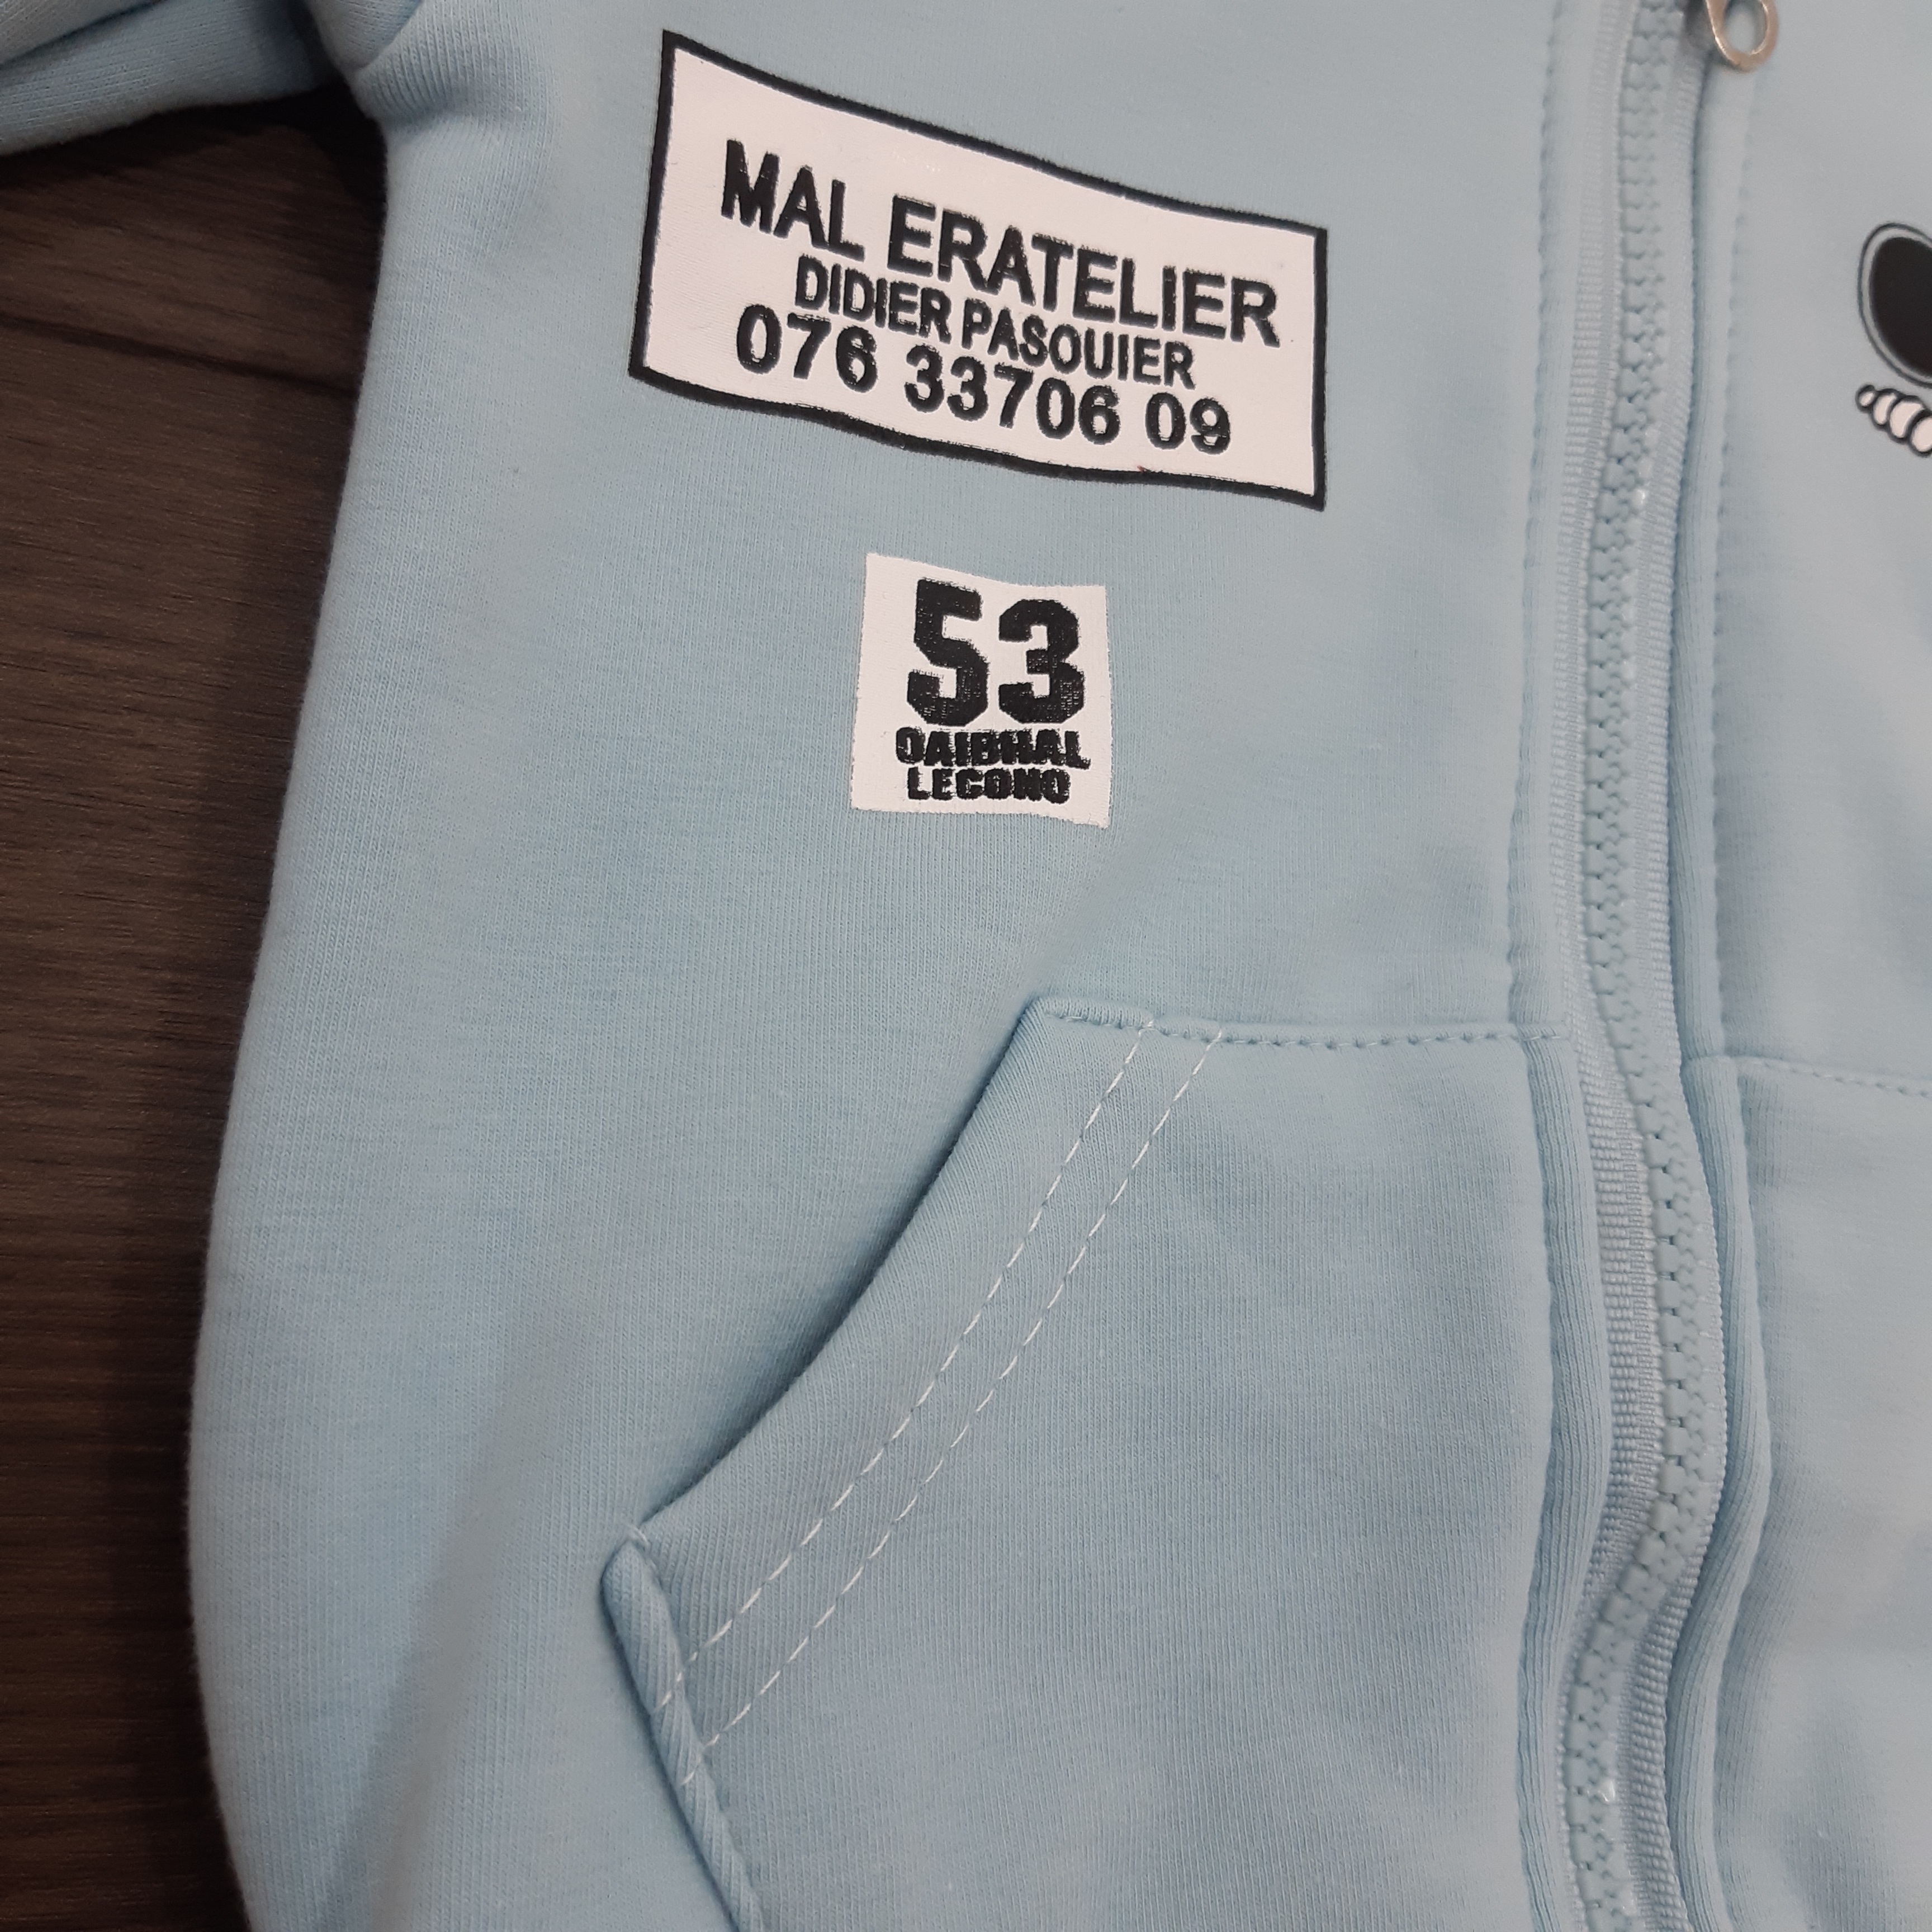 MAL ERATELIER
DIDIER PASOUIER
076 33706 09
53
OAIBHAL
LECONO